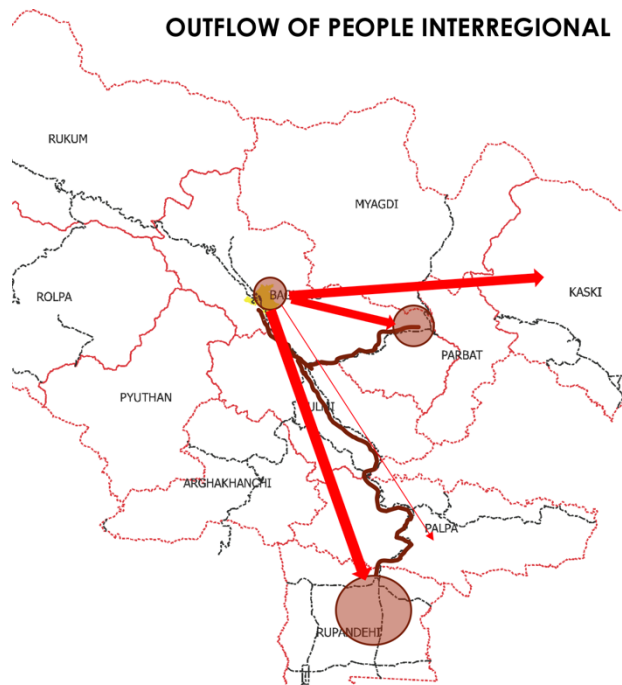 OUTFLOW OF PEOPLE INTERREGIONAL
RUKUM
MYAGDI
ROLPA
KASKI
PARBAT
PYUTHAN
ARGHAKHANCHI
PALPA
RUPANDEHI